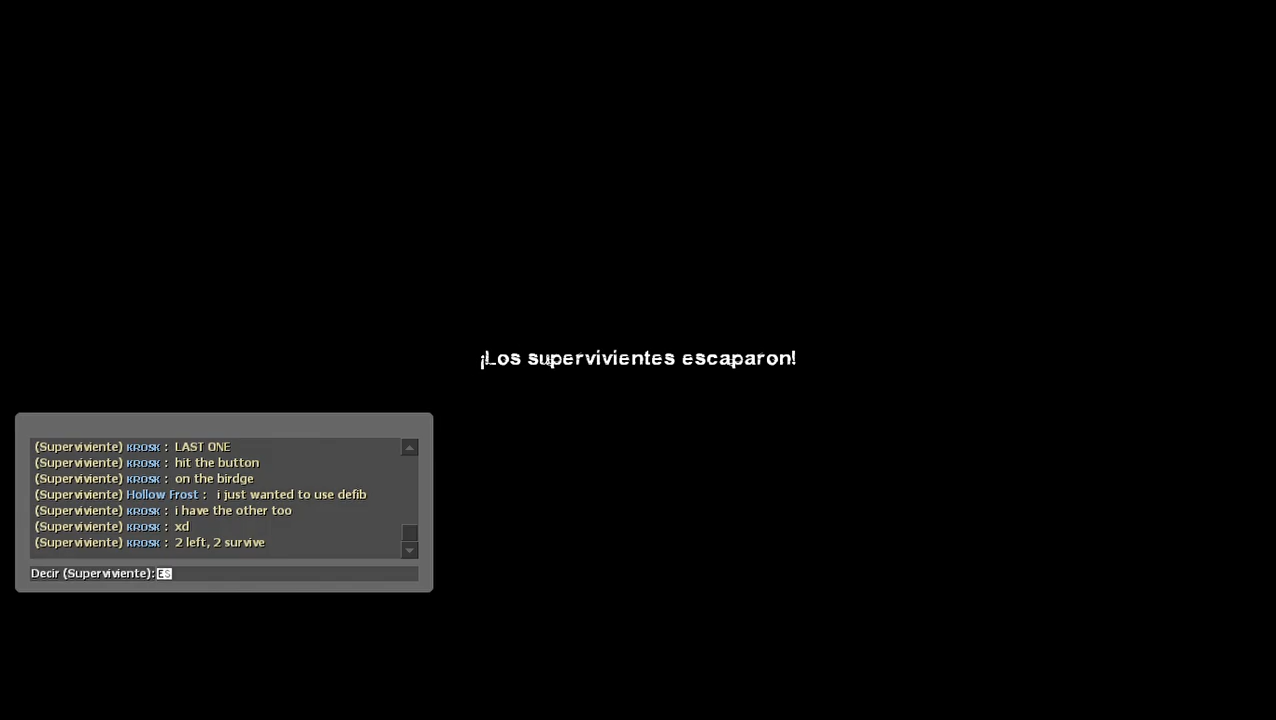 ¡Los supervivientes escaparon!
(Superviviente) KROSK : LAST ONE
(Superviviente) KROSK : hit the button
(Superviviente) KROSK : on the birdge
(Superviviente) Hollow Frost : i just wanted to use defib
(Superviviente) KROSK : i have the other too
(Superviviente) KROSK : xd
(Superviviente) KROSK : 2 left, 2 survive
Decir (Superviviente): ES